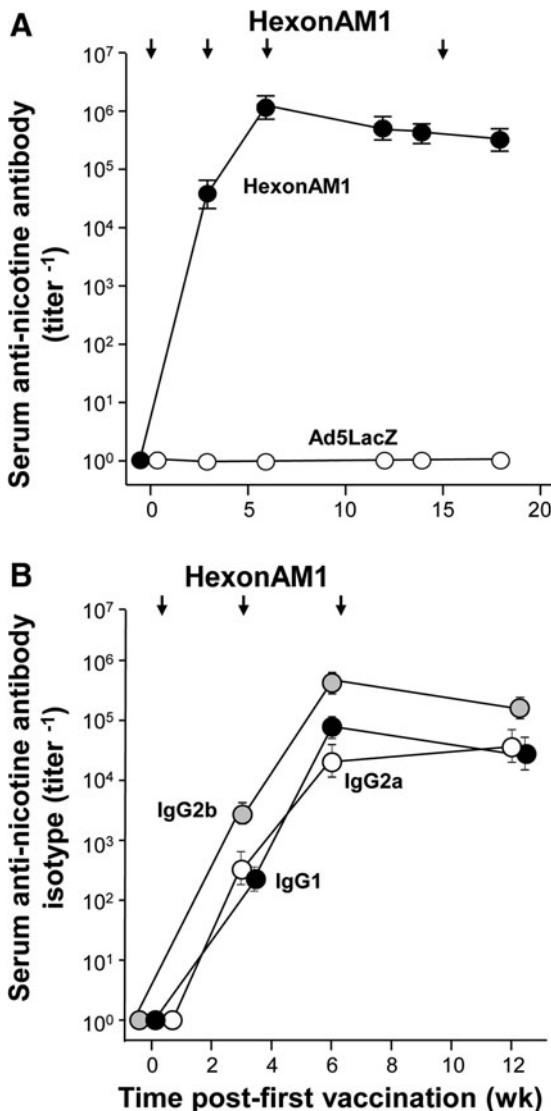 A
HexonAM1
Serum anti-nicotine antibody
(titer -1)
10⁷
10⁶
10⁵
10⁴
10³
10²
10¹
10⁰
HexonAM1
Ad5LacZ
0
5
10
15
20
B
HexonAM1
Serum anti-nicotine antibody
isotype (titer -1)
10⁷
10⁶
10⁵
10⁴
10³
10²
10¹
10⁰
IgG2b
IgG2a
IgG1
0
2
4
6
8
10
12
Time post-first vaccination (wk)